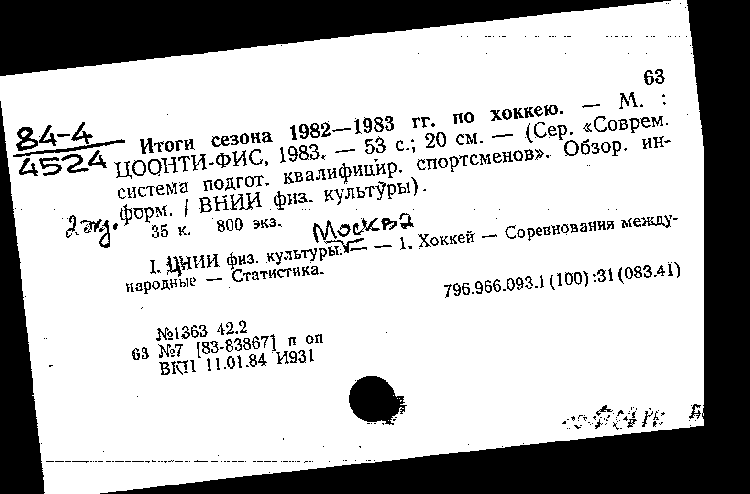 63
84-4
4524
Итоги сезона 1982—1983 гг. по хоккею. — М. :
ЦООНТИ-ФИС, 1983. — 53 с.; 20 см. — (Сер. «Соврем.
система подгот. квалифицир. спортсменов». Обзор. ин-
форм. / ВНИИ физ. культуры).
2 экз.
35 к. 800 экз.
Москва
I. ВНИИ физ. культуры. — 1. Хоккей — Соревнования между-
народные — Статистика.
796.966.093.1 (100) :31 (083.41)
№1363 42.2
63 №7 [83-83867] п оп
ВКП 11.01.84 И931